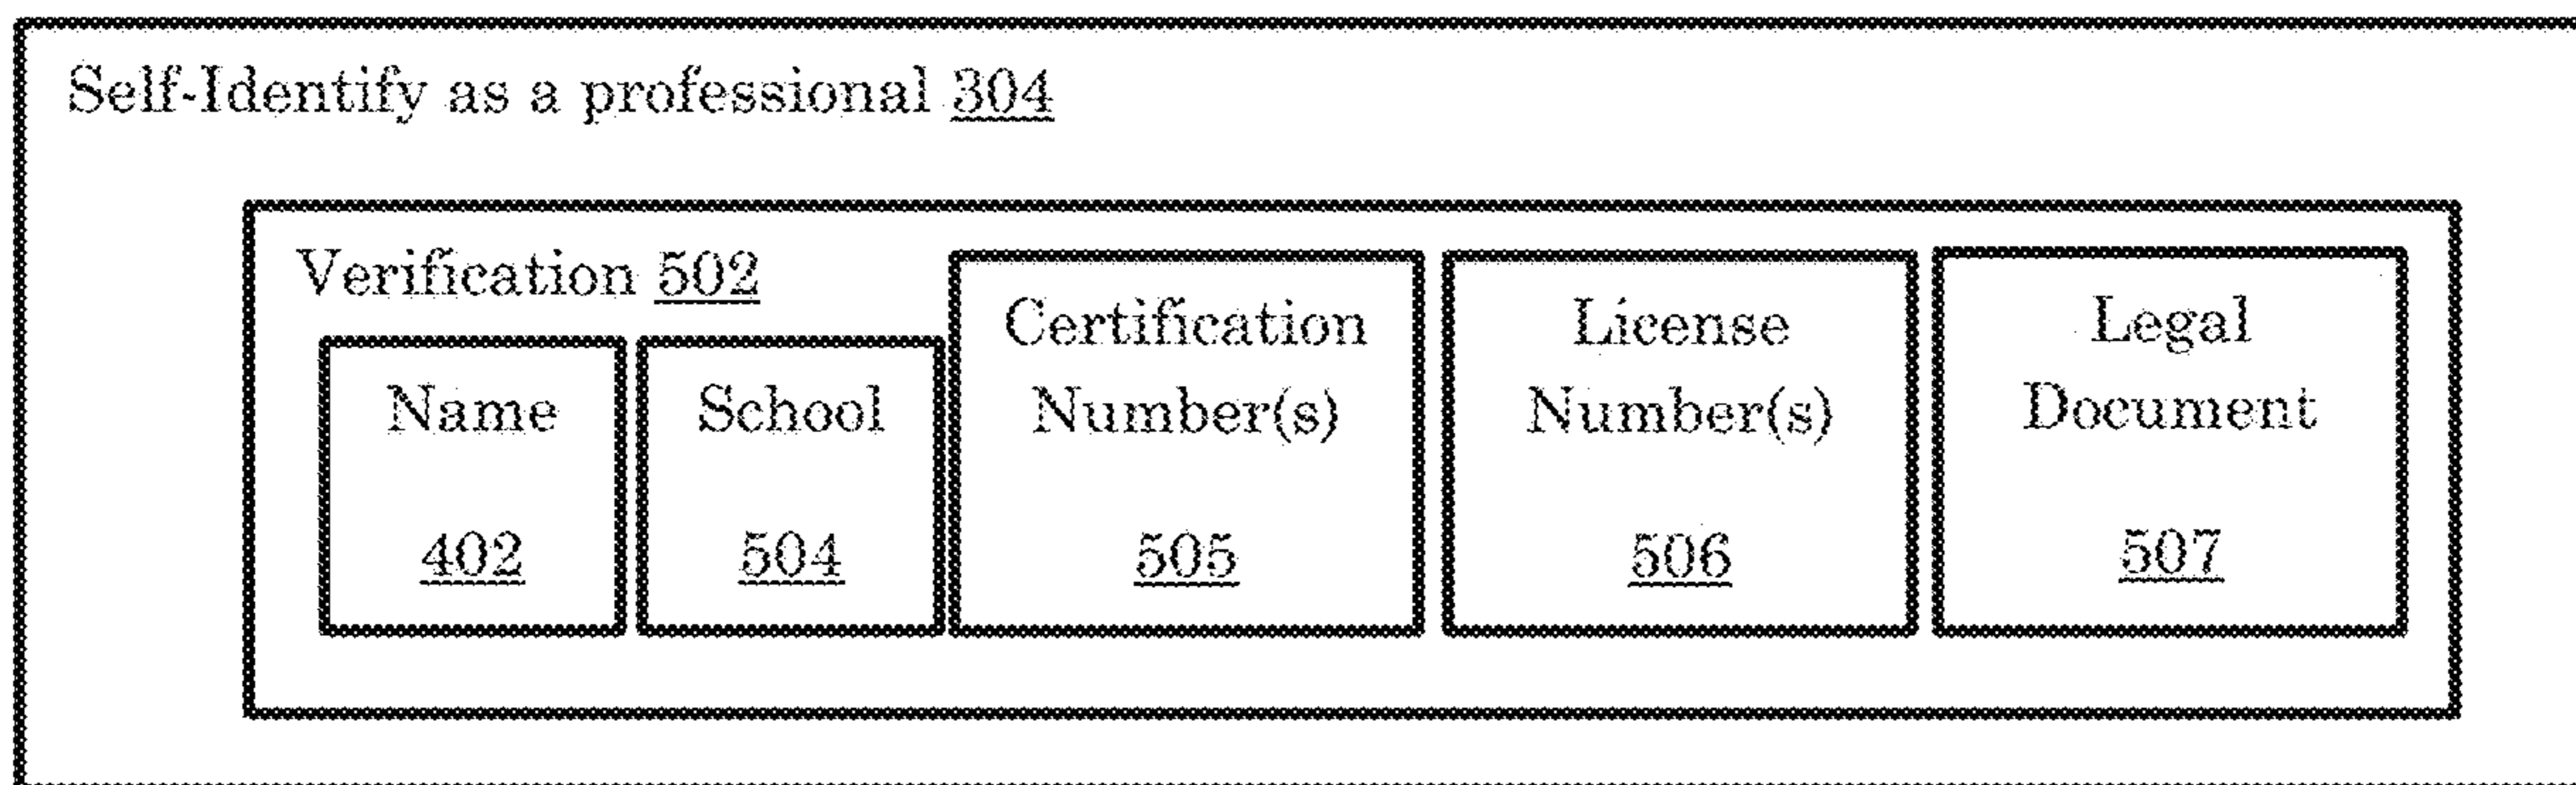 Self-Identify as a professional 304
Verification 502
Name
402
School
504
Certification
Number(s)
505
License
Number(s)
506
Legal
Document
507